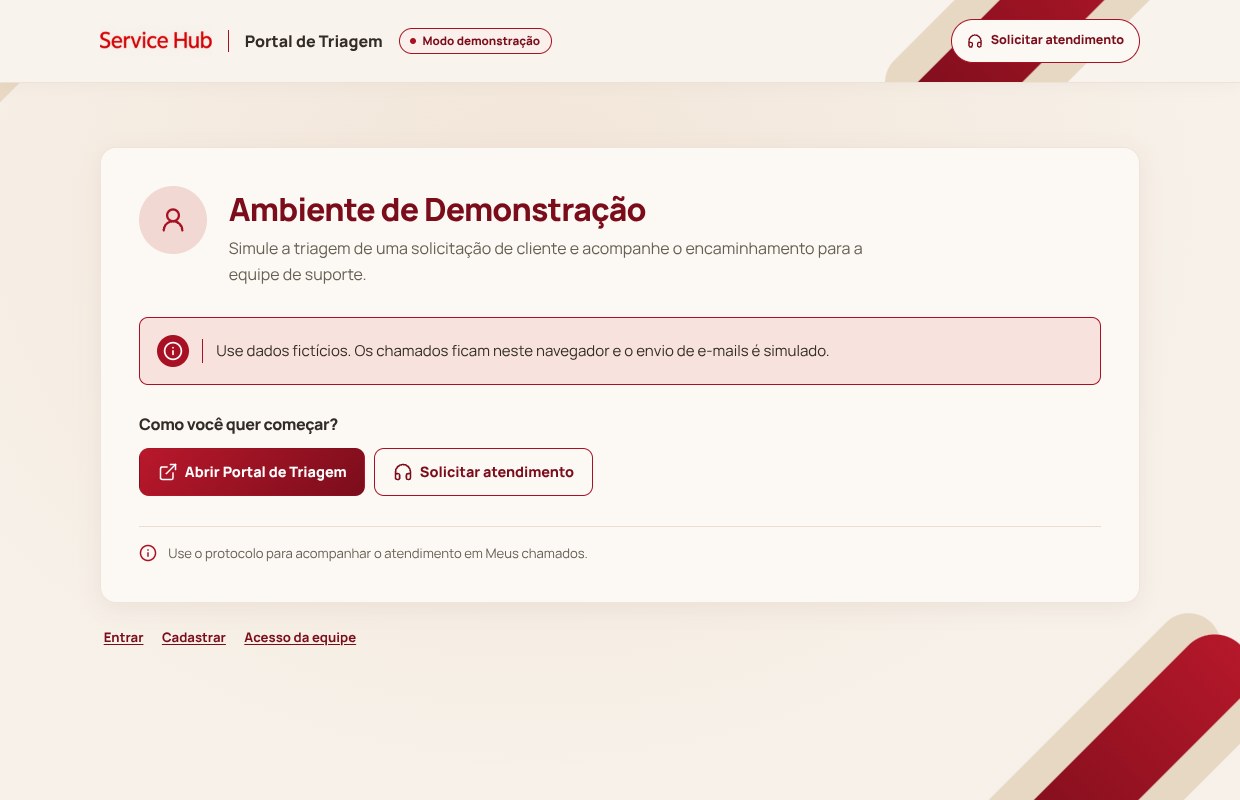 Service Hub
Portal de Triagem
Modo demonstração
Solicitar atendimento
Ambiente de Demonstração
Simule a triagem de uma solicitação de cliente e acompanhe o encaminhamento para a
equipe de suporte.
Use dados fictícios. Os chamados ficam neste navegador e o envio de e-mails é simulado.
Como você quer começar?
Abrir Portal de Triagem
Solicitar atendimento
Use o protocolo para acompanhar o atendimento em Meus chamados.
Entrar
Cadastrar
Acesso da equipe